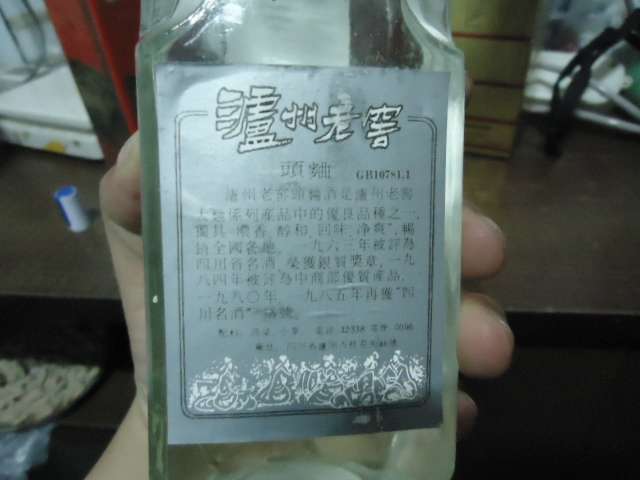 瀘州老窖
頭麯 GB10781.1
瀘州老窖頭麯酒是瀘州老窖
大麯係列產品中的優良品種之一,
獨具“濃香、醇和、回味、净爽”,暢
銷全國各地。一九六三年被評爲
四川省名酒,榮獲銀質獎章,一九
八四年被評爲中商部優質產品,
一九八〇年、一九八五年再獲“四
川名酒”稱號。